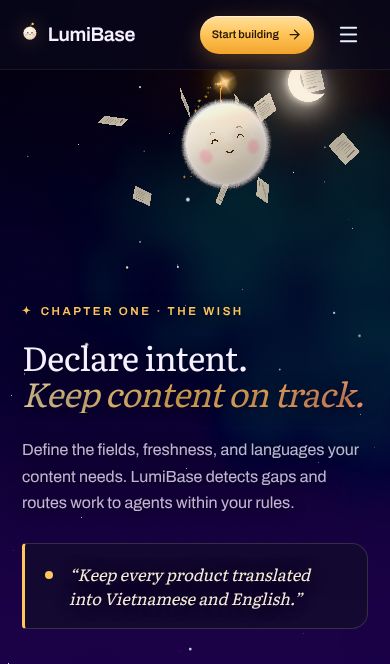 LumiBase
Start building →
✦ CHAPTER ONE · THE WISH
Declare intent.
Keep content on track.
Define the fields, freshness, and languages your
content needs. LumiBase detects gaps and
routes work to agents within your rules.
“Keep every product translated
into Vietnamese and English.”